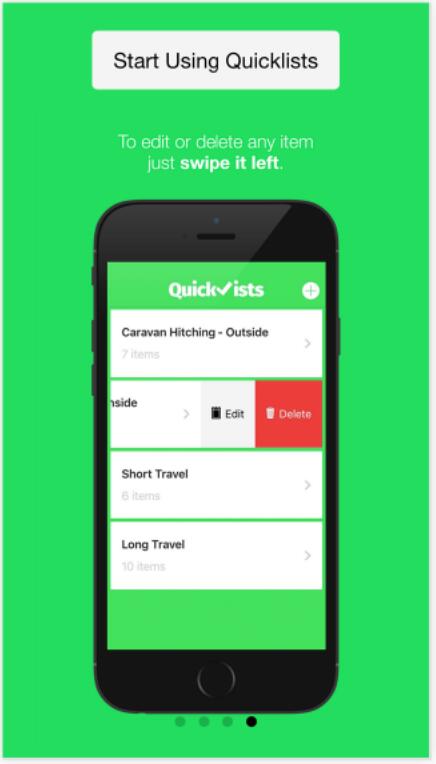 Start Using Quicklists
To edit or delete any item
just swipe it left.
Quick✓ists
Caravan Hitching - Outside
7 items
nside
Edit
Delete
Short Travel
6 items
Long Travel
10 items